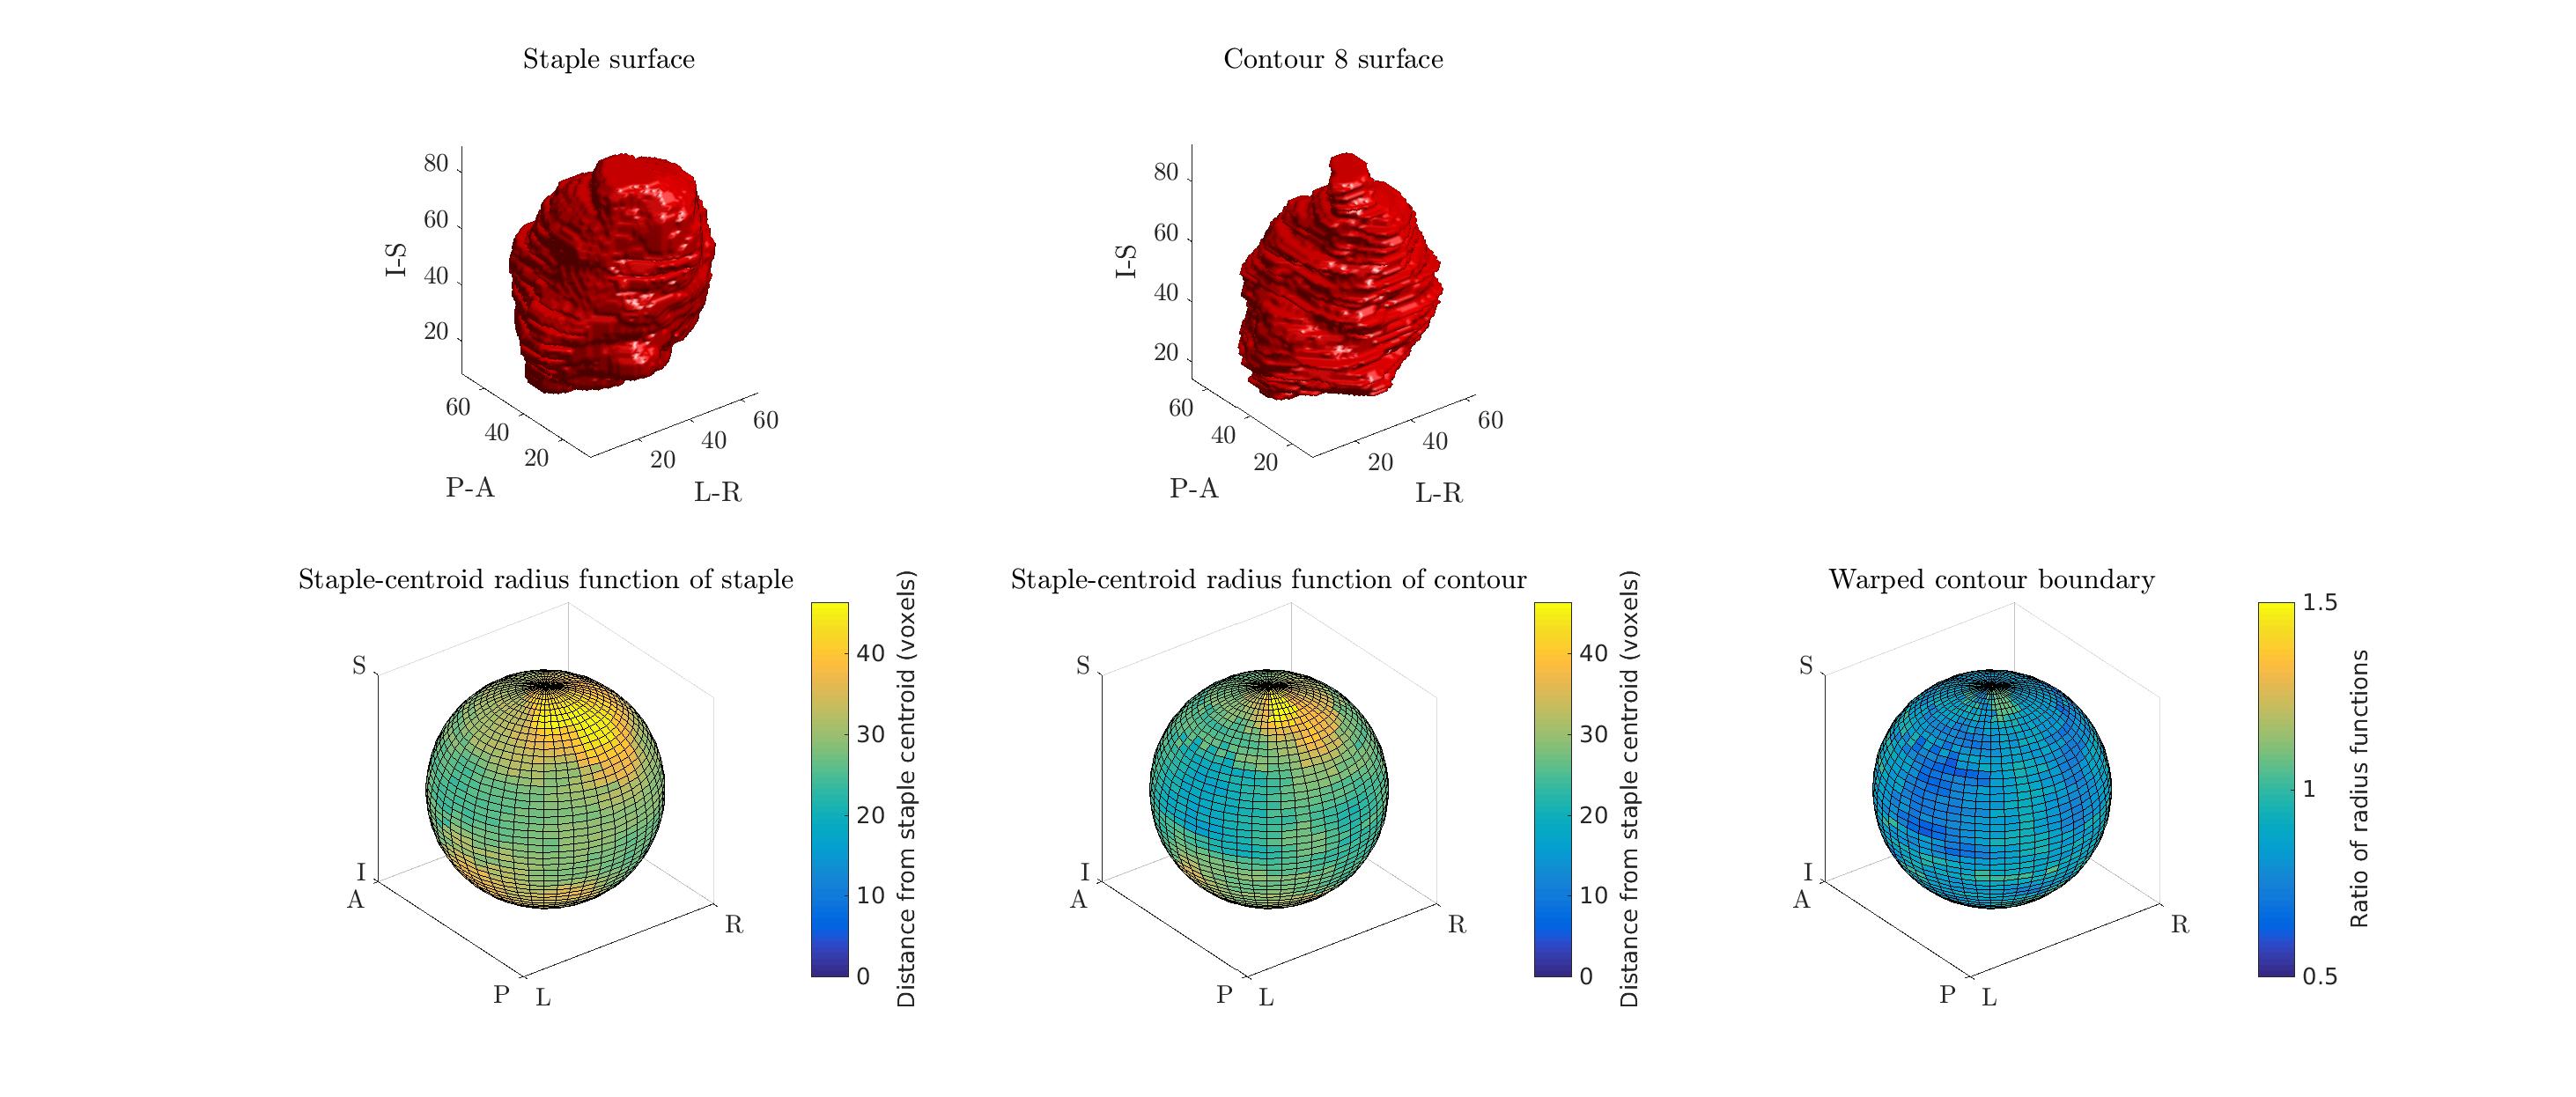 Staple surface
Contour 8 surface
80
60
40
20
I-S
60
40
20
P-A
20
40
60
L-R
80
60
40
20
I-S
60
40
20
P-A
20
40
60
L-R
Staple-centroid radius function of staple
S
I
A
P
L
R
40
30
20
10
0
Distance from staple centroid (voxels)
Staple-centroid radius function of contour
S
I
A
P
L
R
40
30
20
10
0
Distance from staple centroid (voxels)
Warped contour boundary
S
I
A
P
L
R
1.5
1
0.5
Ratio of radius functions